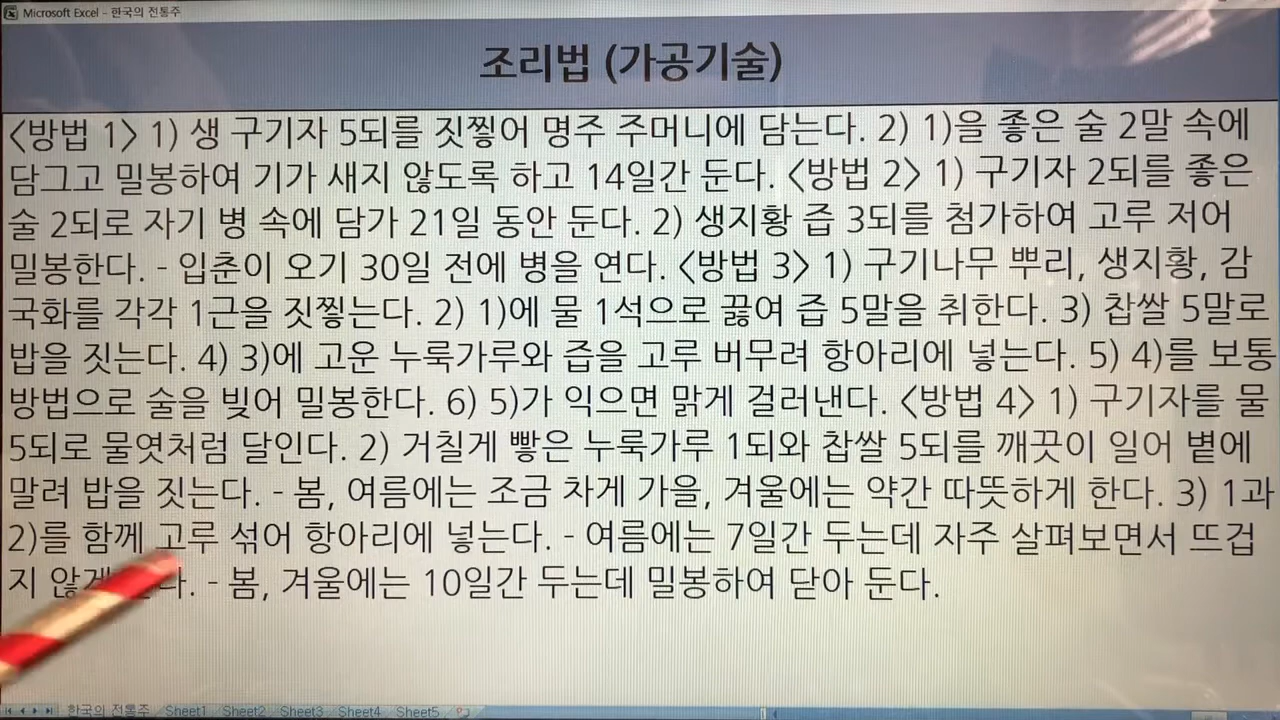 Microsoft Excel - 한국의 전통주
조리법 (가공기술)
<방법 1> 1) 생 구기자 5되를 짓찧어 명주 주머니에 담는다. 2) 1)을 좋은 술 2말 속에
담그고 밀봉하여 기가 새지 않도록 하고 14일간 둔다. <방법 2> 1) 구기자 2되를 좋은
술 2되로 자기 병 속에 담가 21일 동안 둔다. 2) 생지황 즙 3되를 첨가하여 고루 저어
밀봉한다. - 입춘이 오기 30일 전에 병을 연다. <방법 3> 1) 구기나무 뿌리, 생지황, 감
국화를 각각 1근을 짓찧는다. 2) 1)에 물 1석으로 끓여 즙 5말을 취한다. 3) 찹쌀 5말로
밥을 짓는다. 4) 3)에 고운 누룩가루와 즙을 고루 버무려 항아리에 넣는다. 5) 4)를 보통
방법으로 술을 빚어 밀봉한다. 6) 5)가 익으면 맑게 걸러낸다. <방법 4> 1) 구기자를 물
5되로 물엿처럼 달인다. 2) 거칠게 빻은 누룩가루 1되와 찹쌀 5되를 깨끗이 일어 볕에
말려 밥을 짓는다. - 봄, 여름에는 조금 차게 가을, 겨울에는 약간 따뜻하게 한다. 3) 1과
2)를 함께 고루 섞어 항아리에 넣는다. - 여름에는 7일간 두는데 자주 살펴보면서 뜨겁
지 않게 - 봄, 겨울에는 10일간 두는데 밀봉하여 닫아 둔다.
한국의 전통주 Sheet1 Sheet2 Sheet3 Sheet4 Sheet5